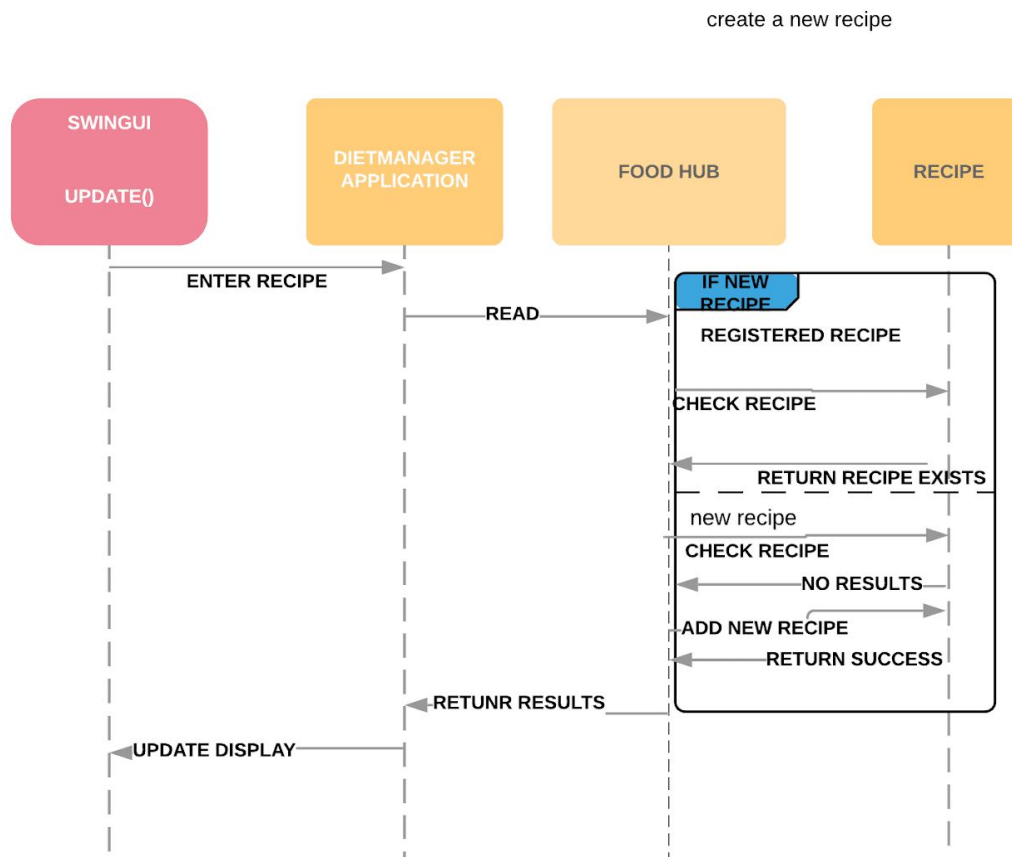 create a new recipe
SWINGUI
UPDATE()
DIETMANAGER
APPLICATION
FOOD HUB
RECIPE
ENTER RECIPE
IF NEW
RECIPE
READ
REGISTERED RECIPE
CHECK RECIPE
RETURN RECIPE EXISTS
new recipe
CHECK RECIPE
NO RESULTS
ADD NEW RECIPE
RETURN SUCCESS
RETUNR RESULTS
UPDATE DISPLAY